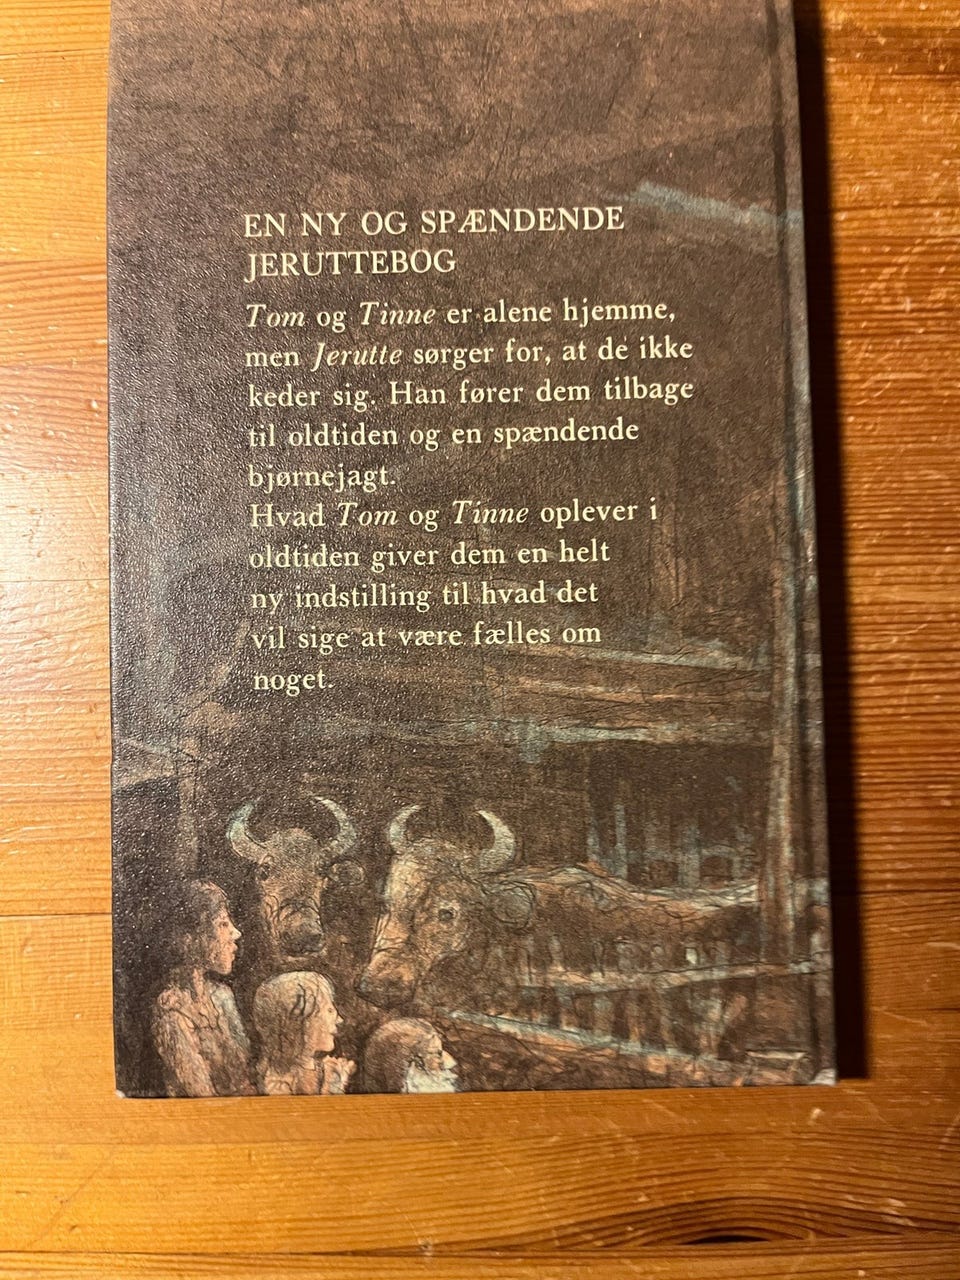 EN NY OG SPÆNDENDE
JERUTTEBOG
Tom og Tinne er alene hjemme,
men Jerutte sørger for, at de ikke
keder sig. Han fører dem tilbage
til oldtiden og en spændende
bjørnejagt.
Hvad Tom og Tinne oplever i
oldtiden giver dem en helt
ny indstilling til hvad det
vil sige at være fælles om
noget.